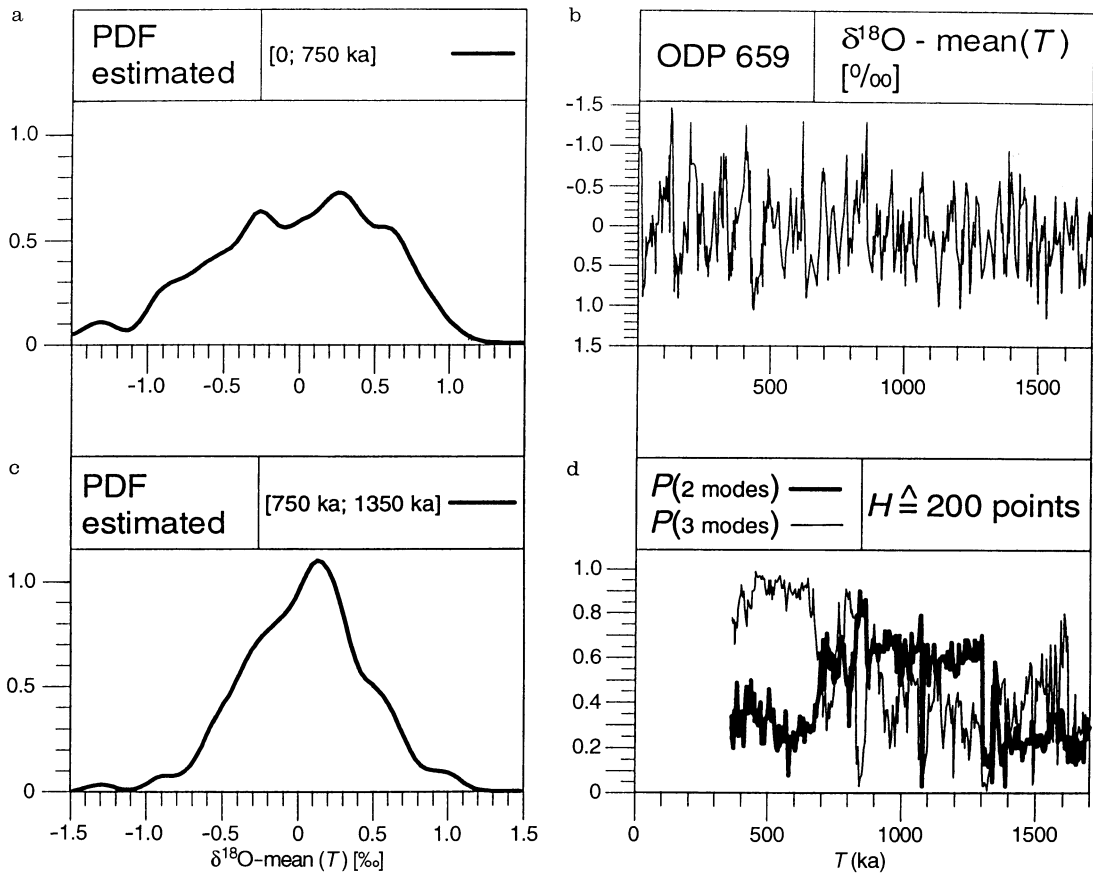 a
PDF
estimated
[0; 750 ka]
1.0
0.5
0
-1.0 -0.5 0 0.5 1.0
b
ODP 659
δ¹⁸O - mean(T)
[⁰/₀₀]
-1.5
-1.0
-0.5
0
0.5
1.0
1.5
500 1000 1500
c
PDF
estimated
[750 ka; 1350 ka]
1.0
0.5
0
-1.5 -1.0 -0.5 0 0.5 1.0 1.5
δ¹⁸O-mean (T) [‰]
d
P(2 modes)
P(3 modes)
H ≙ 200 points
1.0
0.8
0.6
0.4
0.2
0
0 500 1000 1500
T (ka)